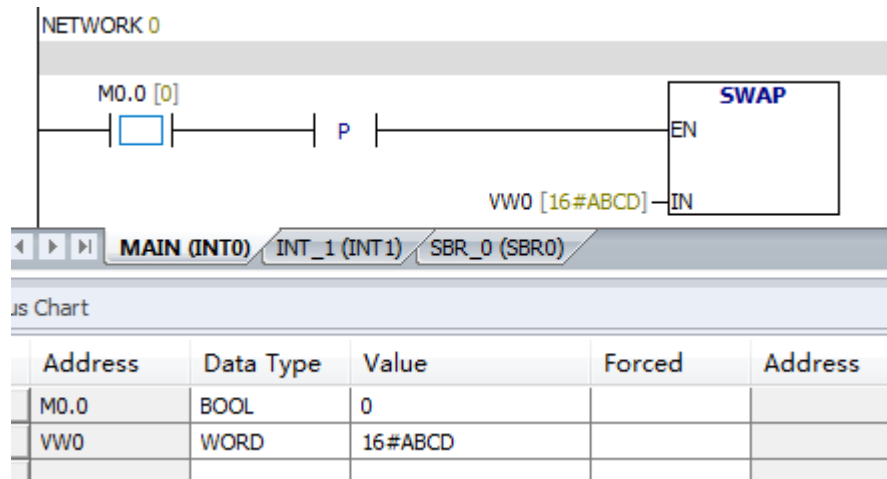 NETWORK 0
M0.0 [0]
SWAP
P
EN
VW0 [16#ABCD]
IN
MAIN (INT0) INT_1 (INT1) SBR_0 (SBR0)
us Chart
Address Data Type Value Forced Address
M0.0 BOOL 0
VW0 WORD 16#ABCD